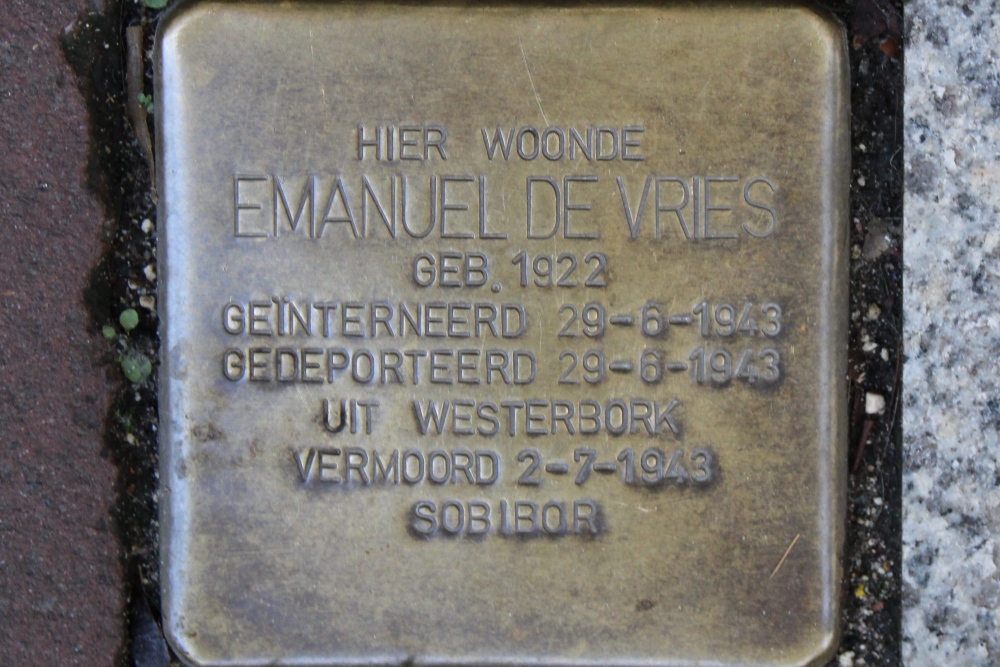 HIER WOONDE
EMANUEL DE VRIES
GEB. 1922
GEÏNTERNEERD 29-6-1943
GEDEPORTEERD 29-6-1943
UIT WESTERBORK
VERMOORD 2-7-1943
SOBIBOR